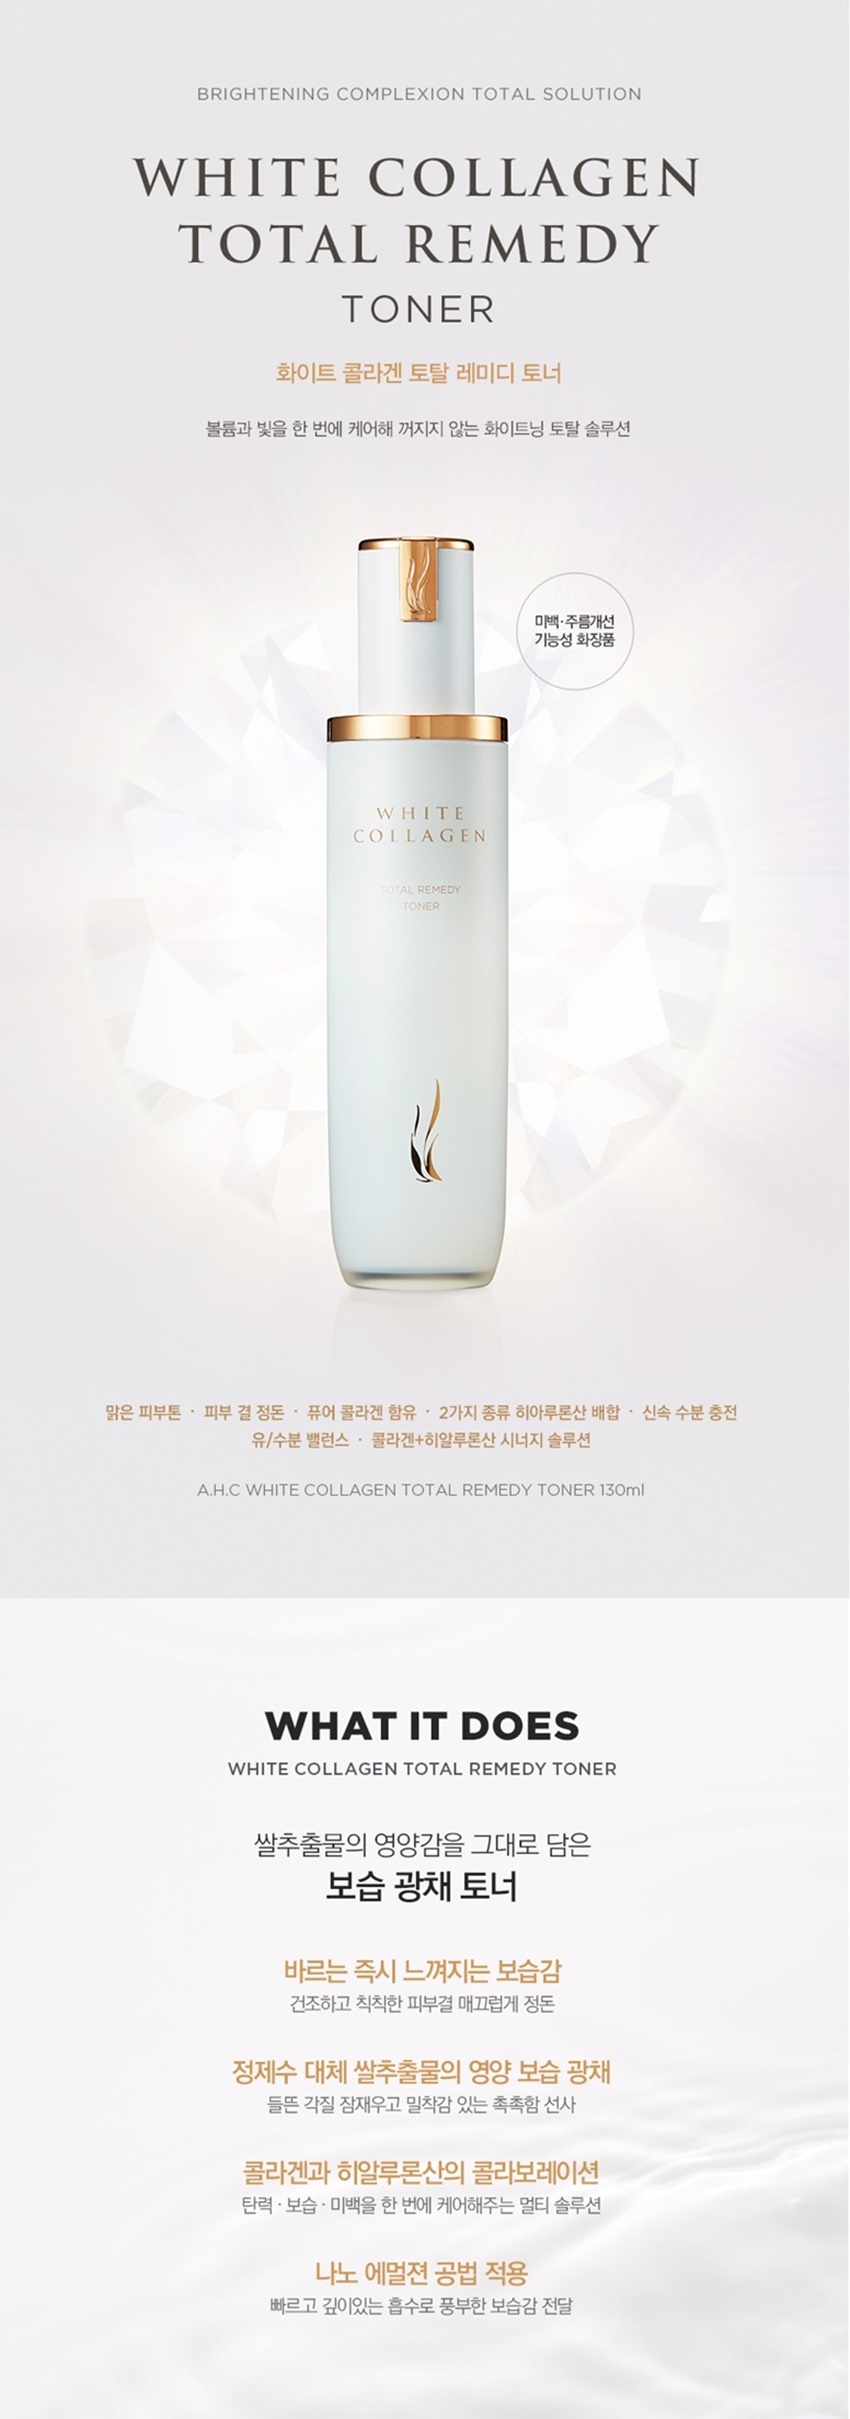 BRIGHTENING COMPLEXION TOTAL SOLUTION
WHITE COLLAGEN
TOTAL REMEDY
TONER
화이트 콜라겐 토탈 레미디 토너
볼륨과 빛을 한 번에 케어해 꺼지지 않는 화이트닝 토탈 솔루션
미백·주름개선
기능성 화장품
WHITE
COLLAGEN
TOTAL REMEDY
TONER
맑은 피부톤 · 피부 결 정돈 · 퓨어 콜라겐 함유 · 2가지 종류 히아루론산 배합 · 신속 수분 충전
유/수분 밸런스 · 콜라겐+히알루론산 시너지 솔루션
A.H.C WHITE COLLAGEN TOTAL REMEDY TONER 130ml
WHAT IT DOES
WHITE COLLAGEN TOTAL REMEDY TONER
쌀추출물의 영양감을 그대로 담은
보습 광채 토너
바르는 즉시 느껴지는 보습감
건조하고 칙칙한 피부결 매끄럽게 정돈
정제수 대체 쌀추출물의 영양 보습 광채
들뜬 각질 잠재우고 밀착감 있는 촉촉함 선사
콜라겐과 히알루론산의 콜라보레이션
탄력 · 보습 · 미백을 한 번에 케어해주는 멀티 솔루션
나노 에멀젼 공법 적용
빠르고 깊이있는 흡수로 풍부한 보습감 전달